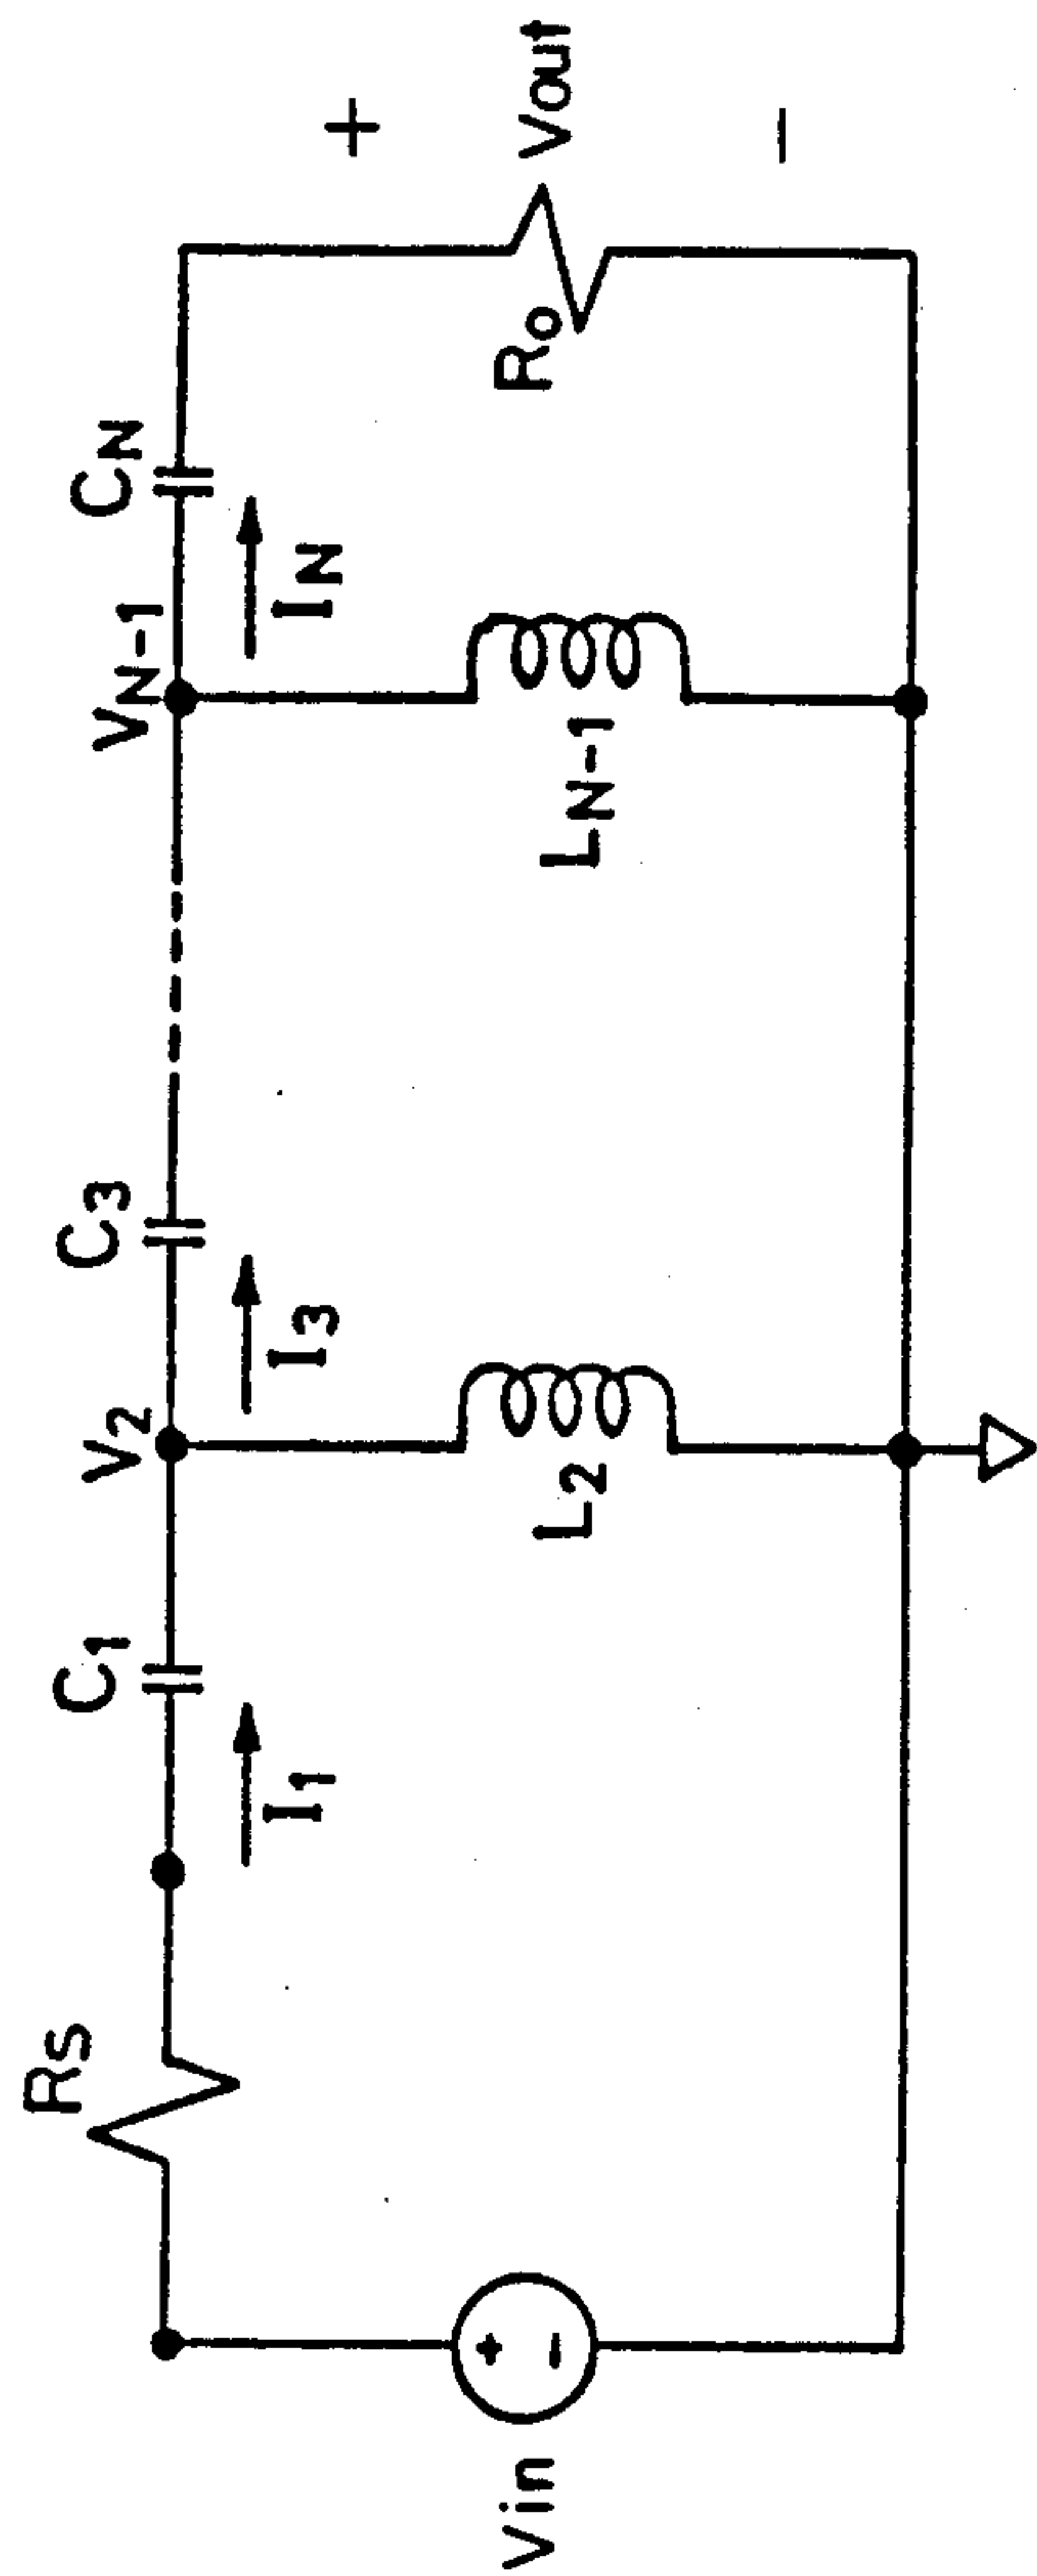 Vin
+
−
RS
C1
I1
V2
L2
I3
C3
VN-1
LN-1
IN
CN
RO
+
Vout
−